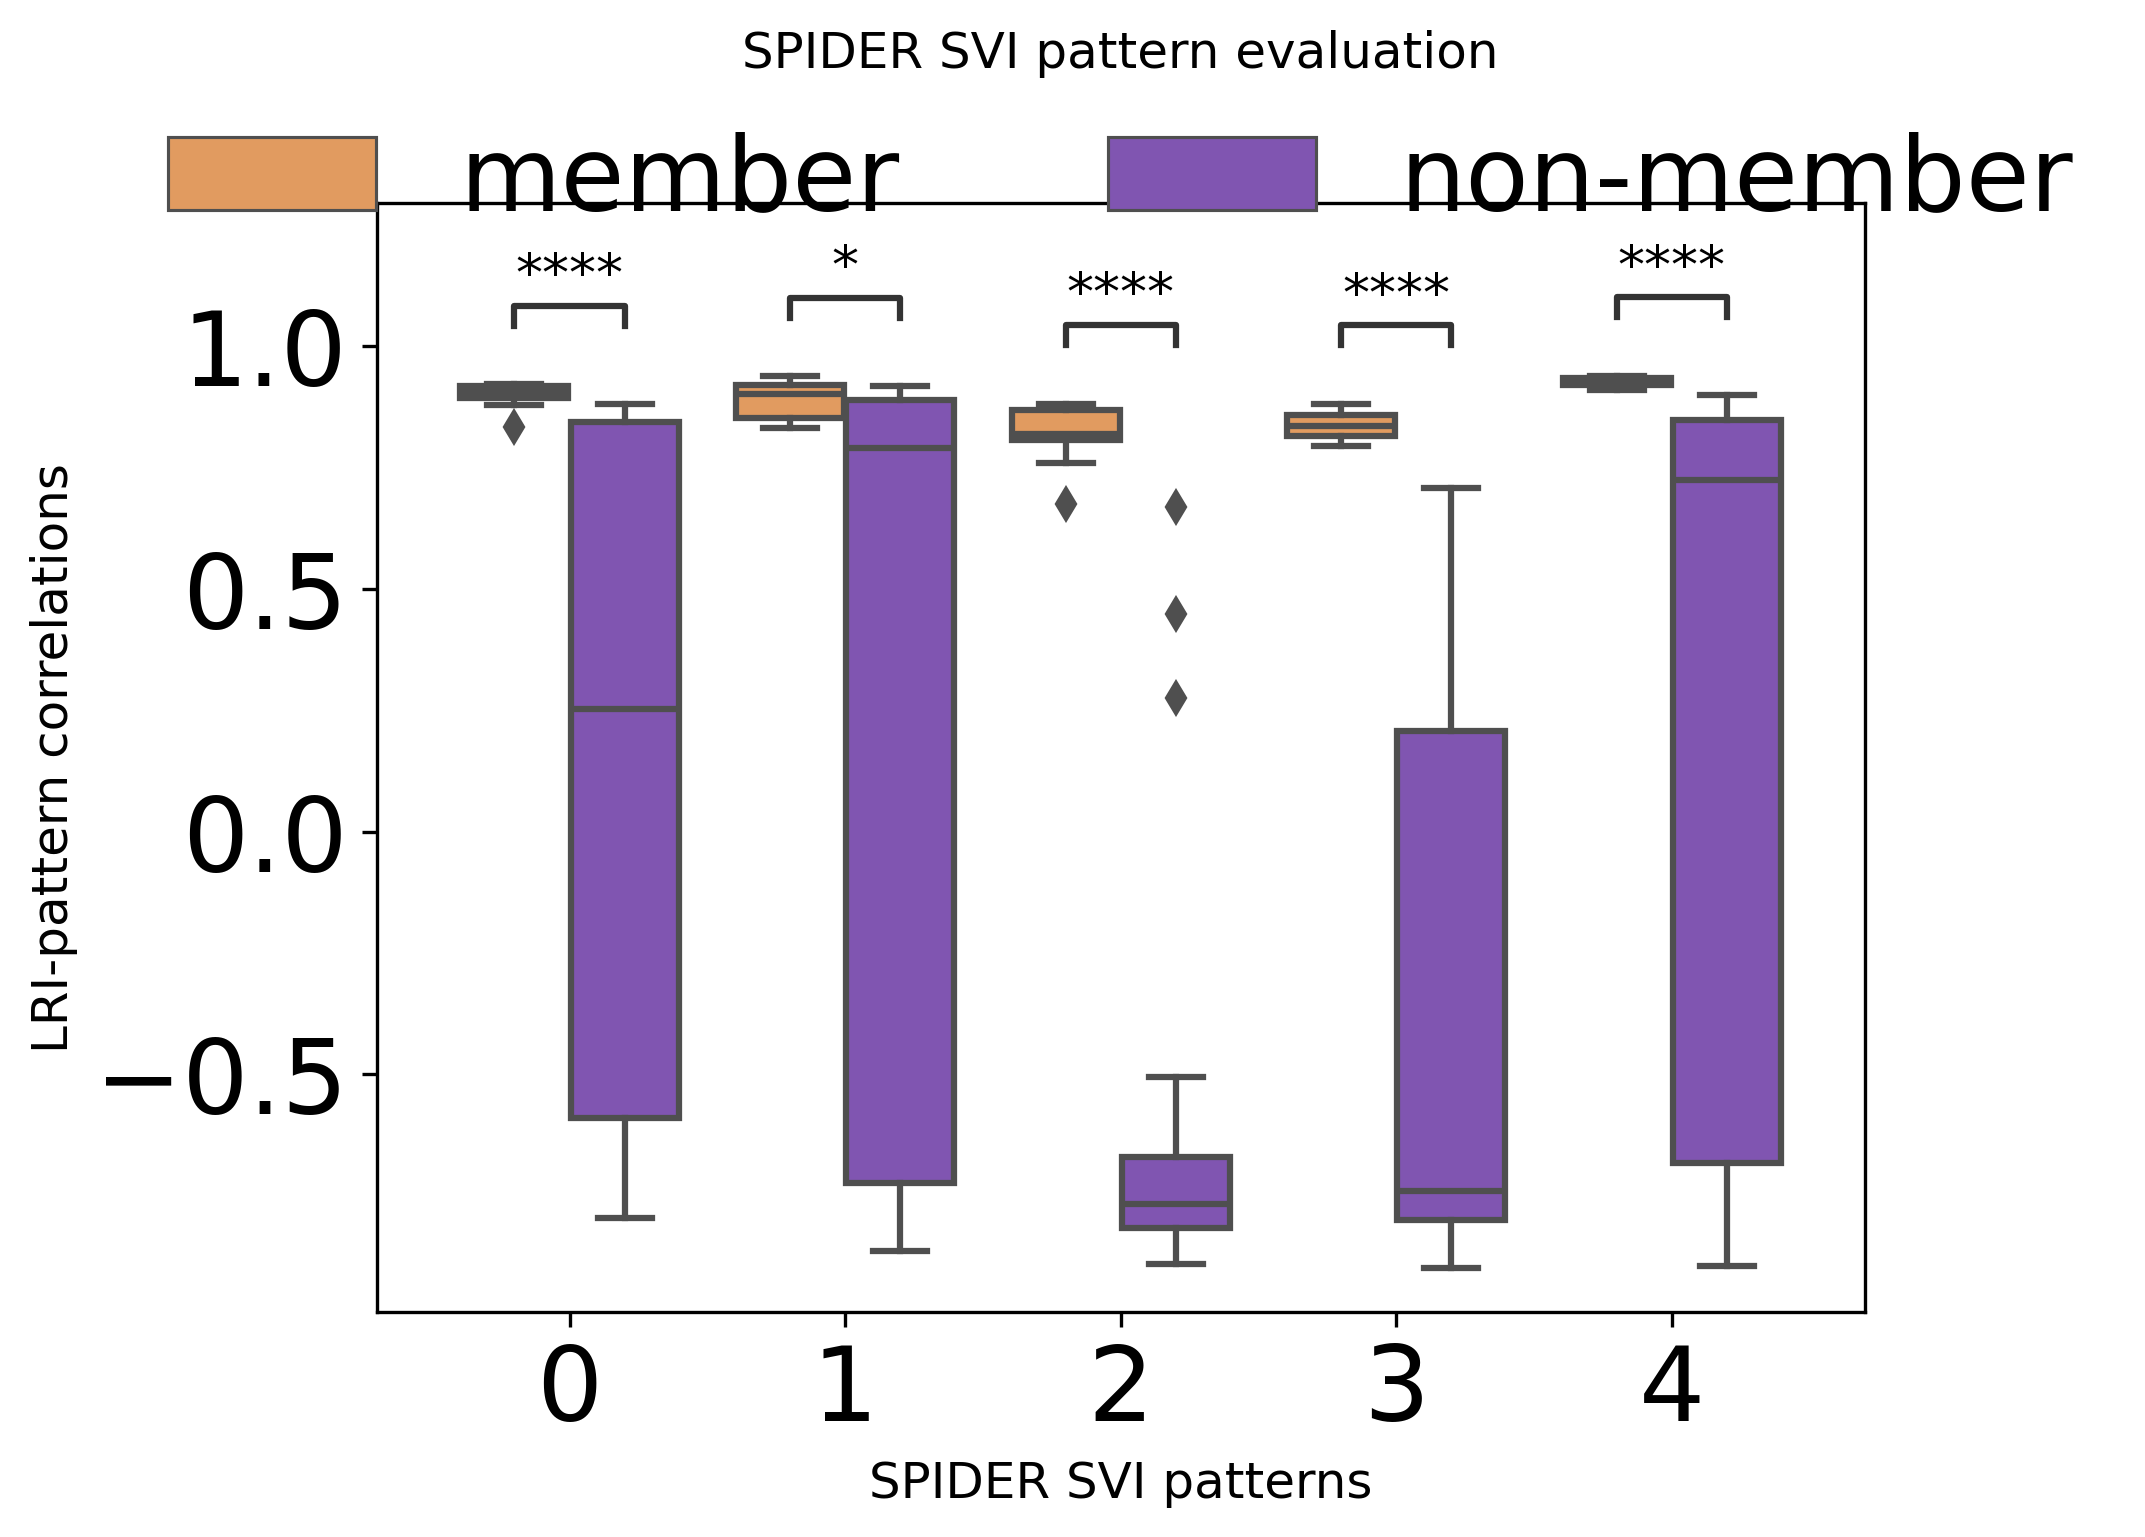 SPIDER SVI pattern evaluation
member non-member
**** * **** **** ****
1.0
0.5
0.0
−0.5
LRI-pattern correlations
0 1 2 3 4
SPIDER SVI patterns